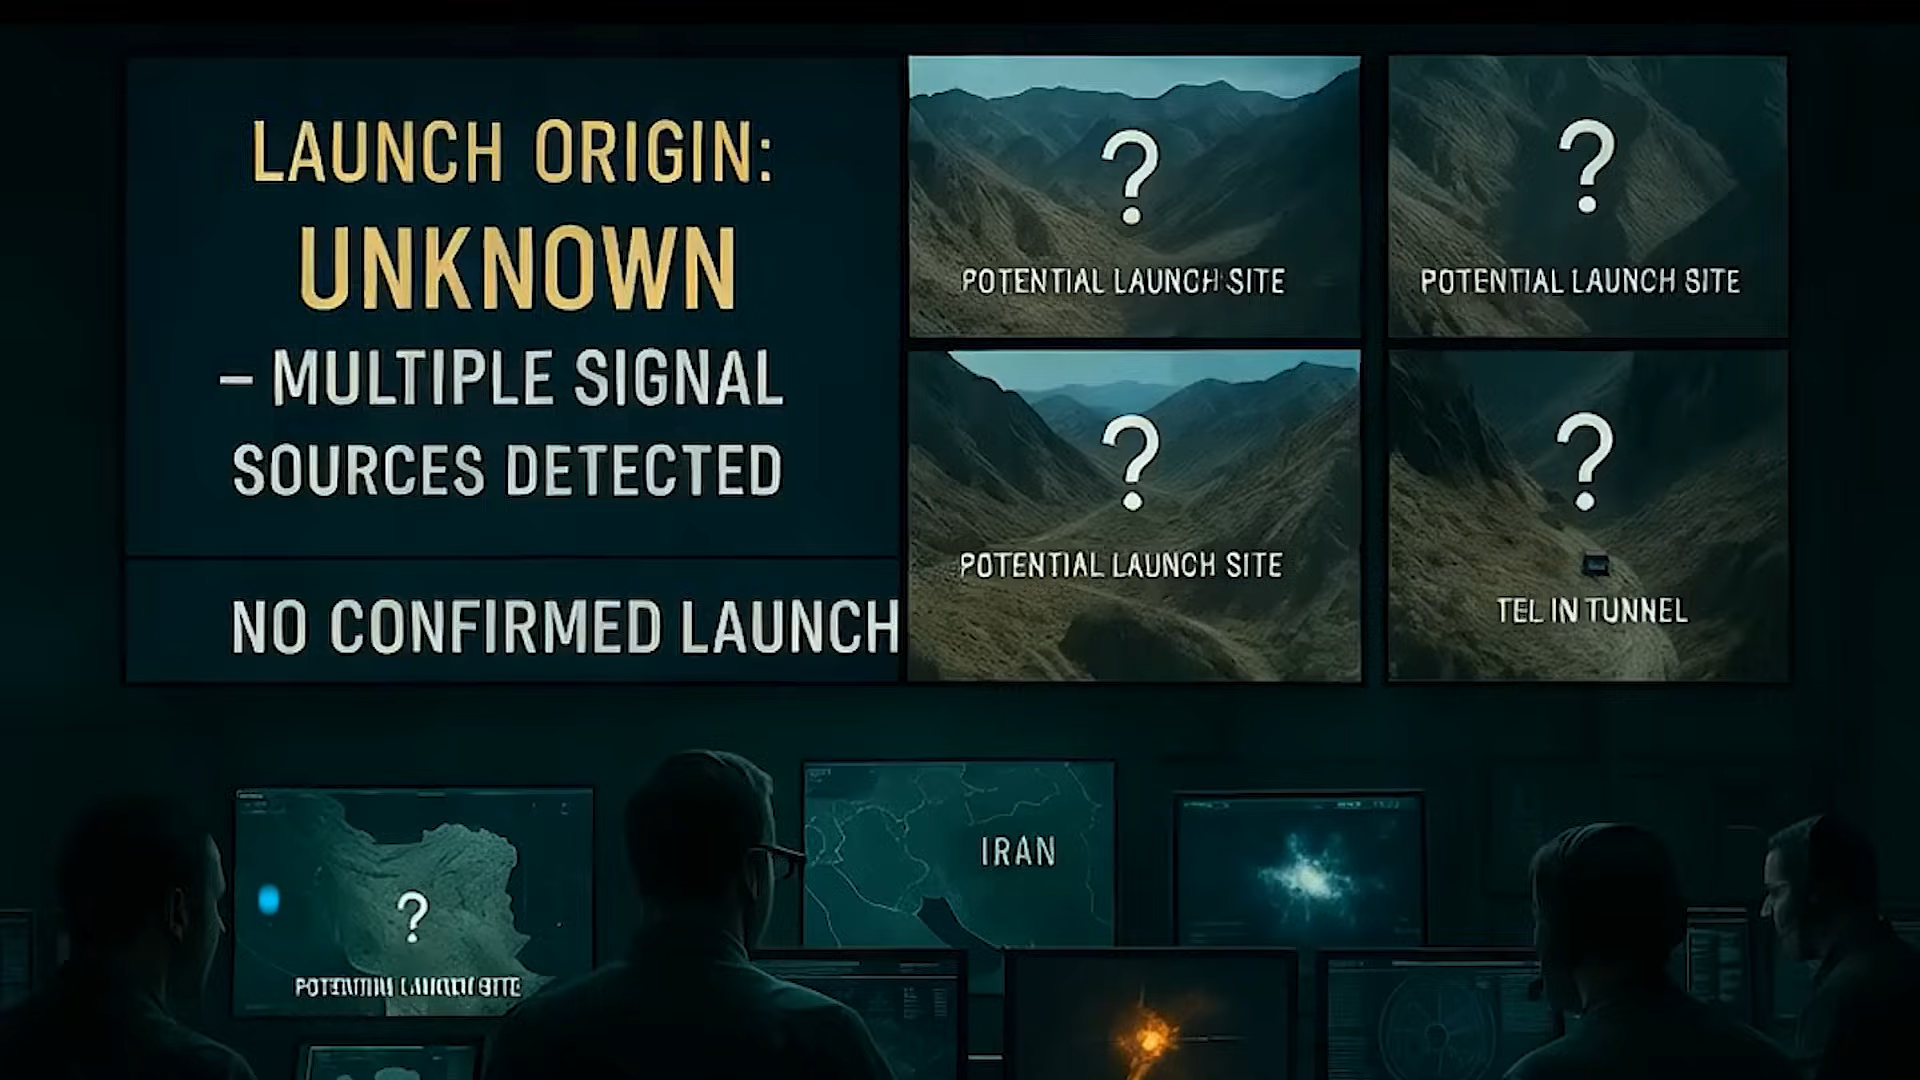 LAUNCH ORIGIN:
UNKNOWN
– MULTIPLE SIGNAL
SOURCES DETECTED
NO CONFIRMED LAUNCH
?
POTENTIAL LAUNCH SITE
?
POTENTIAL LAUNCH SITE
?
POTENTIAL LAUNCH SITE
?
TEL IN TUNNEL
?
IRAN